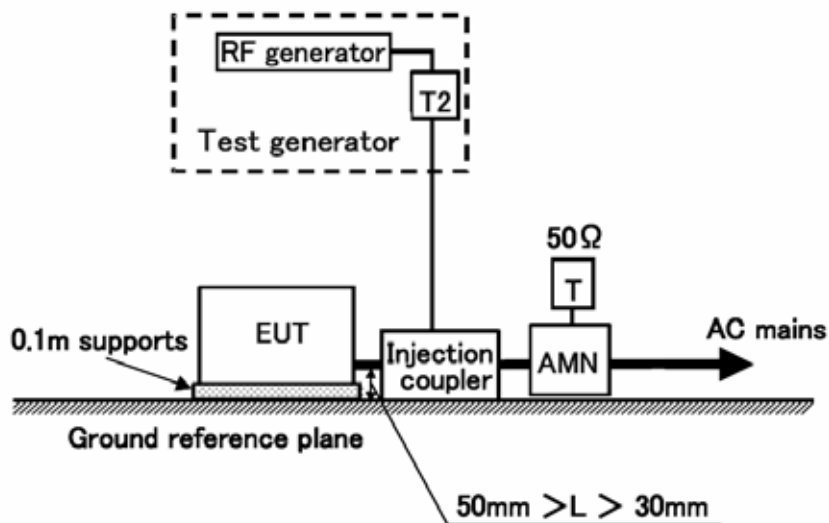 RF generator
T2
Test generator
50Ω
T
AC mains
EUT
0.1m supports
Injection
coupler
AMN
Ground reference plane
50mm >L > 30mm